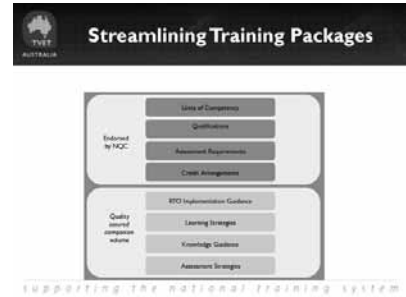 TVET
AUSTRALIA
Streamlining Training Packages
Endorsed
by NQC
Units of Competency
Qualifications
Assessment Requirements
Credit Arrangements
Quality
assured
companion
volume
RTO Implementation Guidance
Learning Strategies
Knowledge Guidance
Assessment Strategies
supporting the national training system